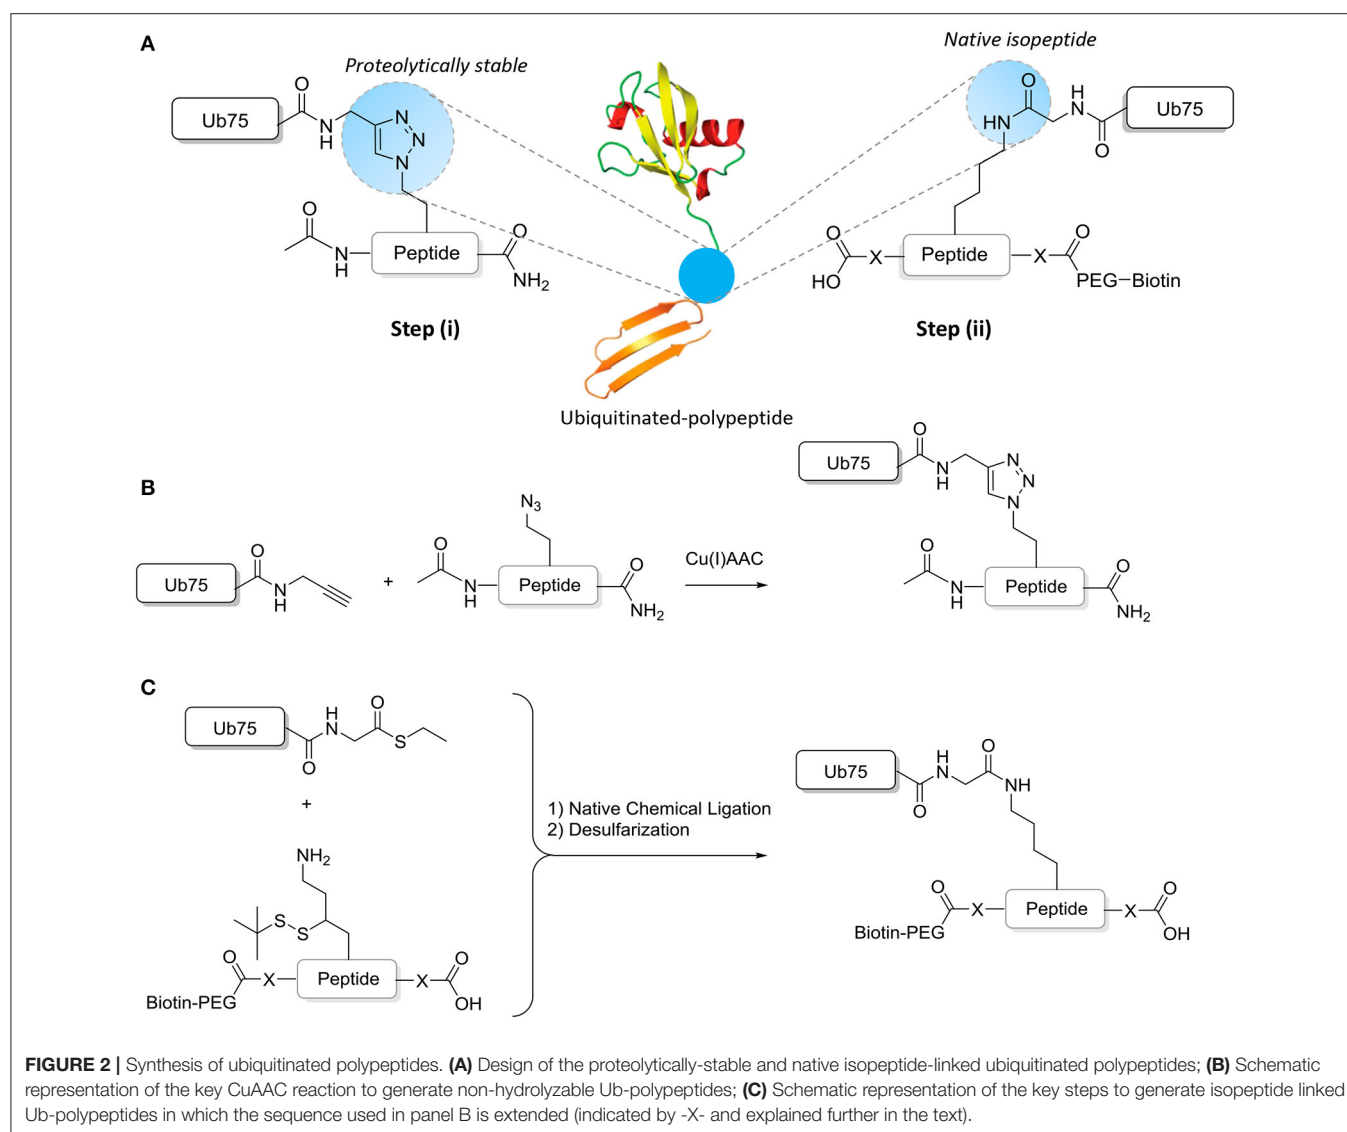 A
Proteolytically stable
Native isopeptide
Ub75
O
N
H
N
N
N
O
N
H
Peptide
O
NH2
Step (i)
O
HN
H
N
O
Ub75
O
HO
X
Peptide
X
O
PEG–Biotin
Step (ii)
Ubiquitinated-polypeptide
B
Ub75
O
N
H
+
N3
O
N
H
Peptide
O
NH2
Cu(I)AAC
Ub75
O
N
H
N
N
N
O
N
H
Peptide
O
NH2
C
Ub75
O
H
N
O
S
+
NH2
S
S
O
Biotin-PEG
X
Peptide
X
O
OH
1) Native Chemical Ligation
2) Desulfarization
Ub75
O
H
N
O
NH
O
Biotin-PEG
X
Peptide
X
O
OH
FIGURE 2 | Synthesis of ubiquitinated polypeptides. (A) Design of the proteolytically-stable and native isopeptide-linked ubiquitinated polypeptides; (B) Schematic
representation of the key CuAAC reaction to generate non-hydrolyzable Ub-polypeptides; (C) Schematic representation of the key steps to generate isopeptide linked
Ub-polypeptides in which the sequence used in panel B is extended (indicated by -X- and explained further in the text).